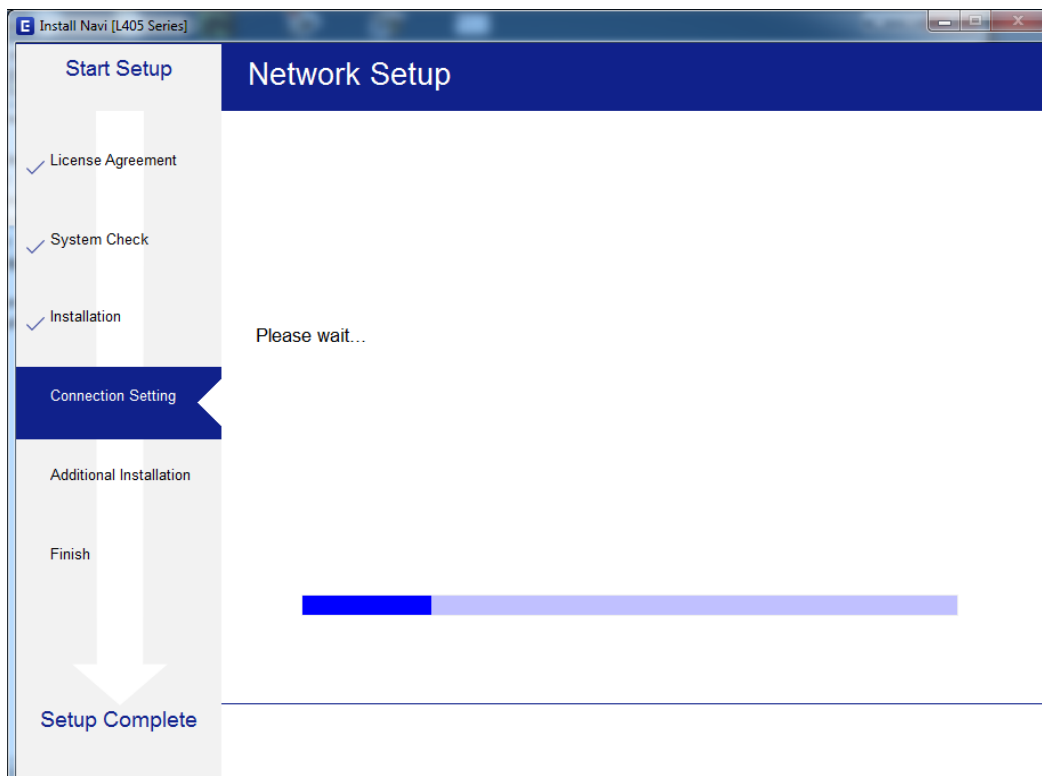 Install Navi [L405 Series]
Start Setup
Network Setup
License Agreement
System Check
Installation
Please wait...
Connection Setting
Additional Installation
Finish
Setup Complete